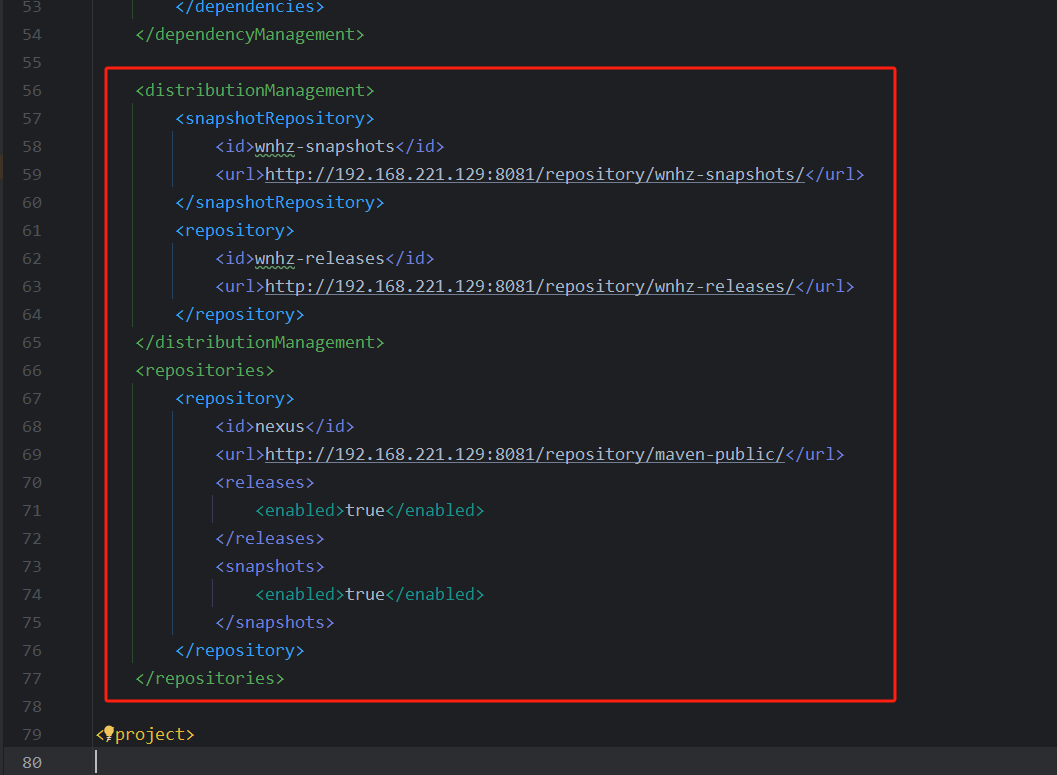 53 </dependencies>
54 </dependencyManagement>
55
56 <distributionManagement>
57 <snapshotRepository>
58 <id>wnhz-snapshots</id>
59 <url>http://192.168.221.129:8081/repository/wnhz-snapshots/</url>
60 </snapshotRepository>
61 <repository>
62 <id>wnhz-releases</id>
63 <url>http://192.168.221.129:8081/repository/wnhz-releases/</url>
64 </repository>
65 </distributionManagement>
66 <repositories>
67 <repository>
68 <id>nexus</id>
69 <url>http://192.168.221.129:8081/repository/maven-public/</url>
70 <releases>
71 <enabled>true</enabled>
72 </releases>
73 <snapshots>
74 <enabled>true</enabled>
75 </snapshots>
76 </repository>
77 </repositories>
78
79 <project>
80